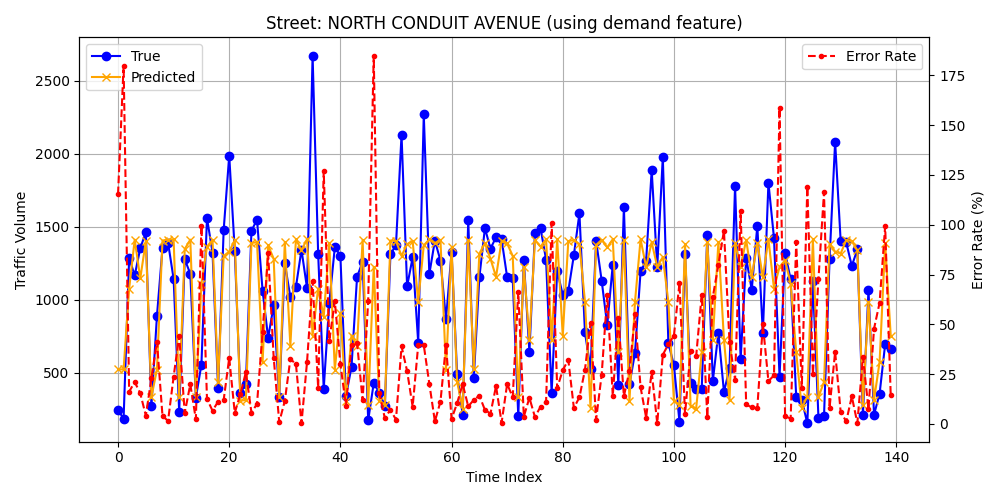 Street: NORTH CONDUIT AVENUE (using demand feature)
True
Predicted
Error Rate
Traffic Volume
2500
2000
1500
1000
500
175
150
125
100
75
50
25
0
Error Rate (%)
0 20 40 60 80 100 120 140
Time Index